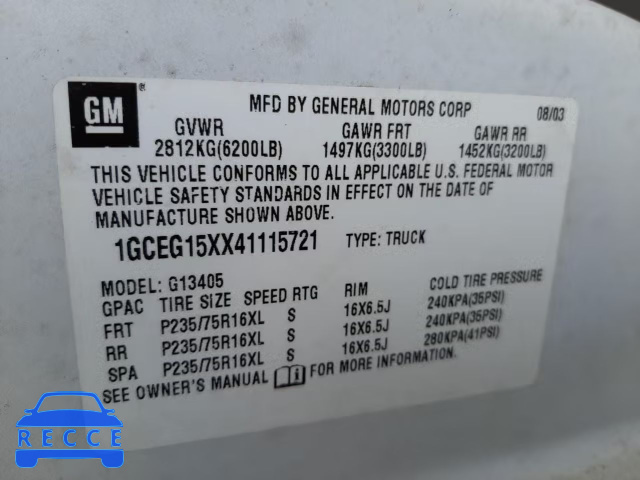 GM ®
MFD BY GENERAL MOTORS CORP 08/03
GVWR GAWR FRT GAWR RR
2812KG(6200LB) 1497KG(3300LB) 1452KG(3200LB)
THIS VEHICLE CONFORMS TO ALL APPLICABLE U.S. FEDERAL MOTOR
VEHICLE SAFETY STANDARDS IN EFFECT ON THE DATE OF
MANUFACTURE SHOWN ABOVE.
1GCEG15XX41115721 TYPE: TRUCK
MODEL: G13405
GPAC TIRE SIZE SPEED RTG RIM COLD TIRE PRESSURE
FRT P235/75R16XL S 16X6.5J 240KPA(35PSI)
RR P235/75R16XL S 16X6.5J 240KPA(35PSI)
SPA P235/75R16XL S 16X6.5J 280KPA(41PSI)
SEE OWNER'S MANUAL FOR MORE INFORMATION.